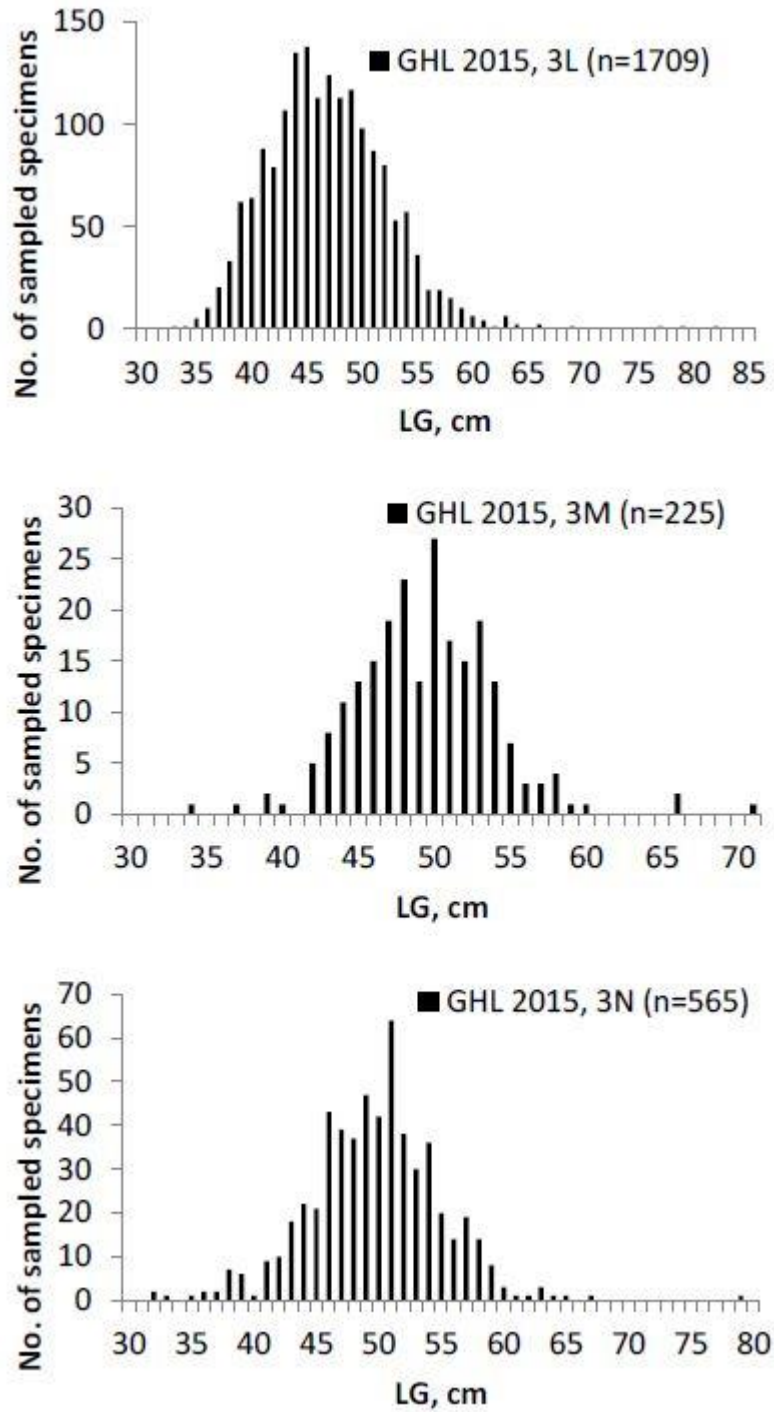 No. of sampled specimens
150
100
50
0
GHL 2015, 3L (n=1709)
30 35 40 45 50 55 60 65 70 75 80 85
LG, cm
No. of sampled specimens
30
25
20
15
10
5
0
GHL 2015, 3M (n=225)
30 35 40 45 50 55 60 65 70
LG, cm
No. of sampled specimens
70
60
50
40
30
20
10
0
GHL 2015, 3N (n=565)
30 35 40 45 50 55 60 65 70 75 80
LG, cm